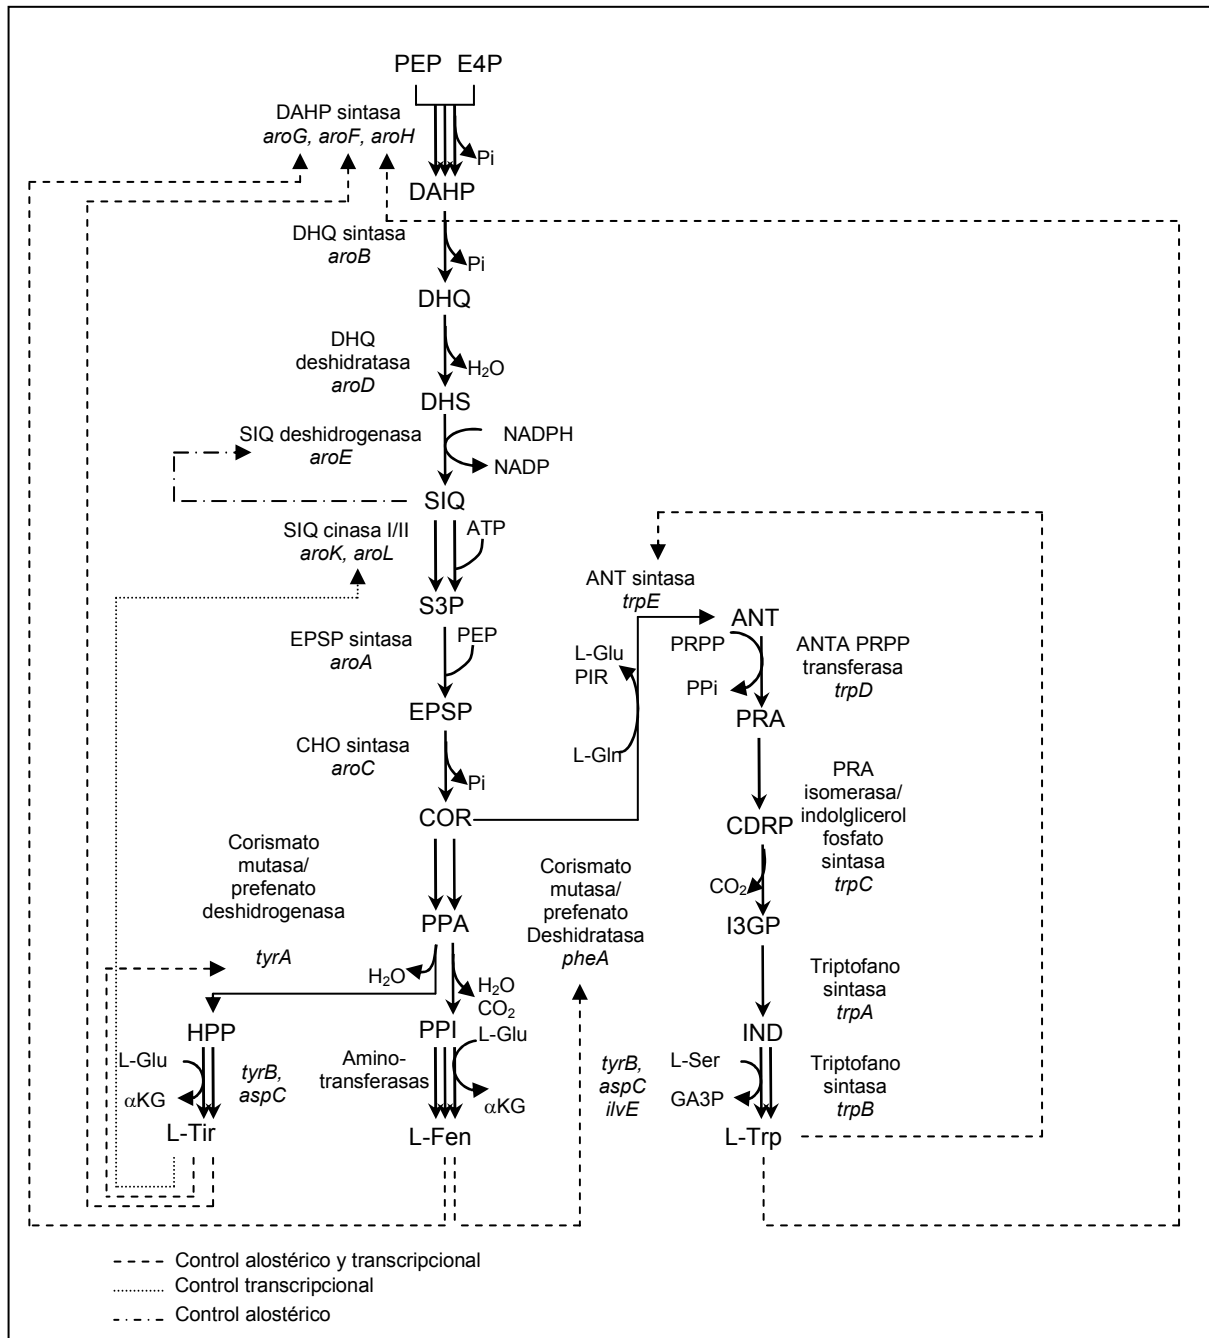 PEP E4P
DAHP sintasa
aroG, aroF, aroH
Pi
DAHP
DHQ sintasa
aroB
Pi
DHQ
DHQ
deshidratasa
aroD
H2O
DHS
SIQ deshidrogenasa
aroE
NADPH
NADP
SIQ
SIQ cinasa I/II
aroK, aroL
ATP
S3P
EPSP sintasa
aroA
PEP
EPSP
CHO sintasa
aroC
Pi
COR
ANT sintasa
trpE
L-Glu
PIR
L-Gln
ANT
PRPP
PPi
ANTA PRPP
transferasa
trpD
PRA
PRA
isomerasa/
indolglicerol
fosfato
sintasa
trpC
CDRP
CO2
I3GP
Triptofano
sintasa
trpA
IND
L-Ser
GA3P
Triptofano
sintasa
trpB
L-Trp
Corismato
mutasa/
prefenato
deshidrogenasa
tyrA
PPA
H2O
H2O
CO2
Corismato
mutasa/
prefenato
Deshidratasa
pheA
HPP
L-Glu
αKG
tyrB,
aspC
L-Tir
PPI
Amino-
transferasas
L-Glu
αKG
tyrB,
aspC
ilvE
L-Fen
Control alostérico y transcripcional
Control transcripcional
Control alostérico